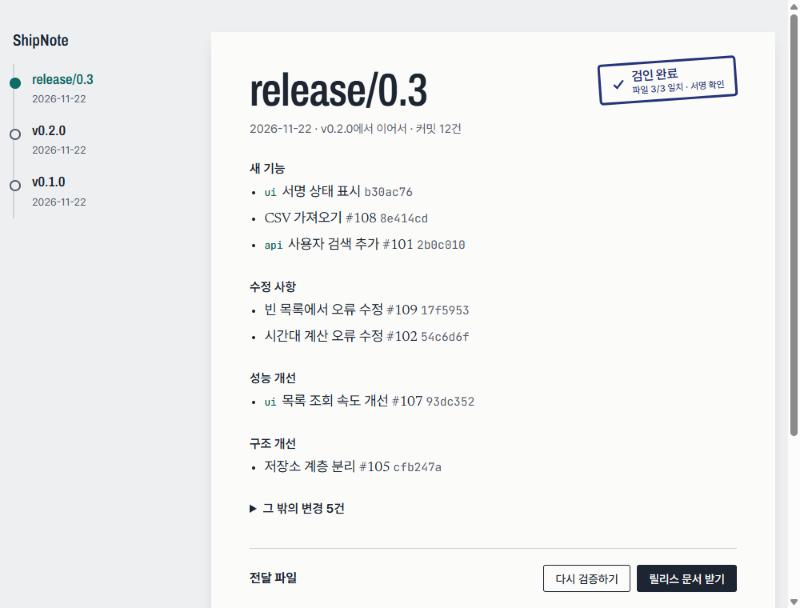 ShipNote
release/0.3
2026-11-22
v0.2.0
2026-11-22
v0.1.0
2026-11-22
release/0.3
검인 완료
파일 3/3 일치 · 서명 확인
2026-11-22 · v0.2.0에서 이어서 · 커밋 12건
새 기능
ui 서명 상태 표시 b30ac76
CSV 가져오기 #108 8e414cd
api 사용자 검색 추가 #101 2b0c010
수정 사항
빈 목록에서 오류 수정 #109 17f5953
시간대 계산 오류 수정 #102 54c6d6f
성능 개선
ui 목록 조회 속도 개선 #107 93dc352
구조 개선
저장소 계층 분리 #105 cfb247a
그 밖의 변경 5건
전달 파일
다시 검증하기
릴리스 문서 받기